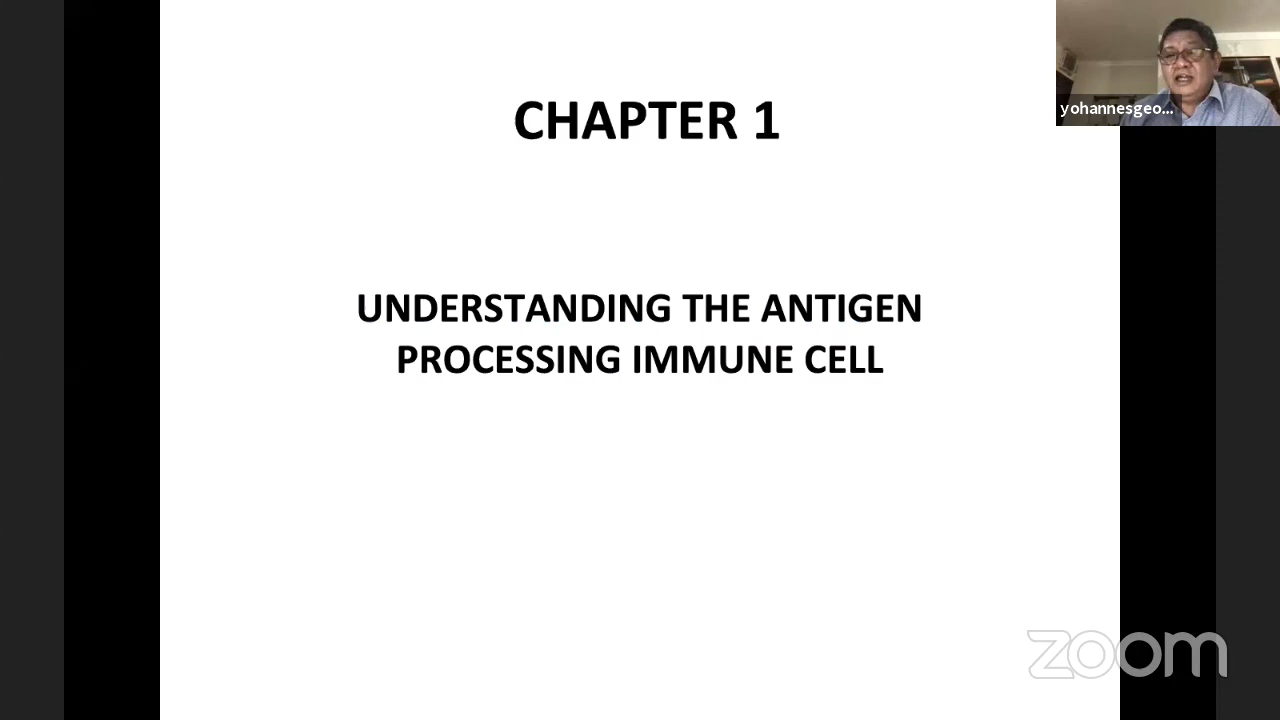 CHAPTER 1
yohannesgeo...
UNDERSTANDING THE ANTIGEN
PROCESSING IMMUNE CELL
zoom